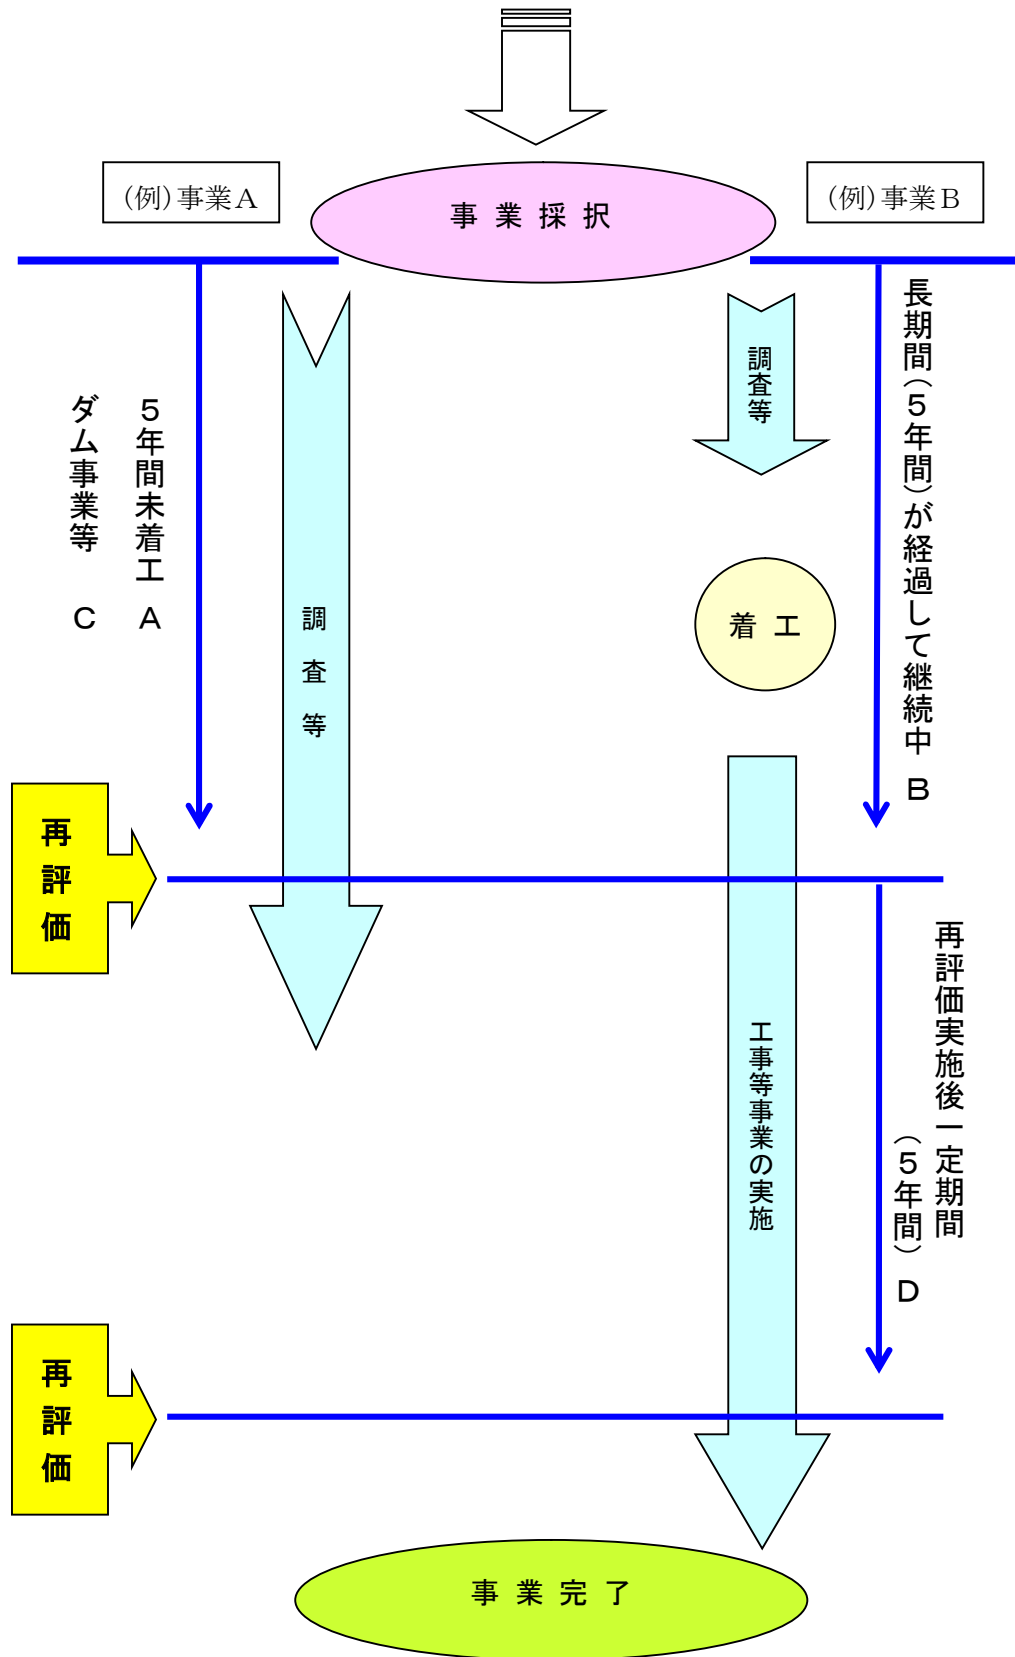 (例)事業A
事業採択
(例)事業B
長期間(5年間)が経過して継続中 B
調査等
5年間未着工 A
ダム事業等 C
調査等
着工
再評価
再評価実施後一定期間
(5年間) D
工事等事業の実施
再評価
事業完了